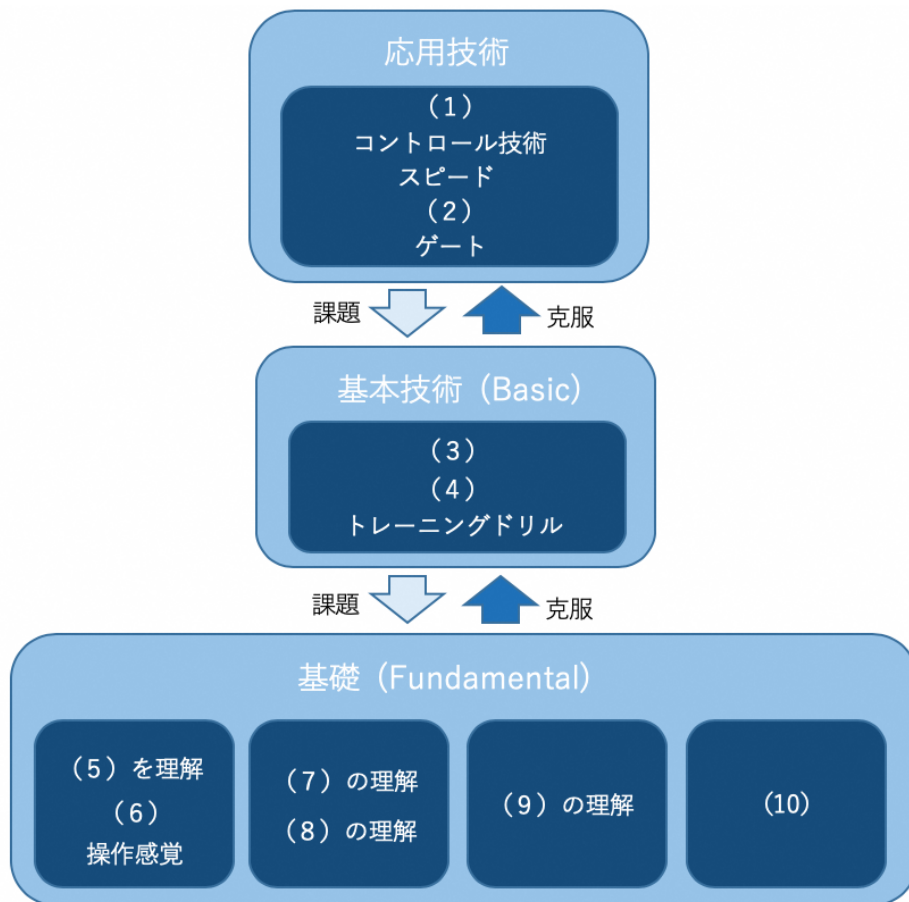 応用技術
（１）
コントロール技術
スピード
（２）
ゲート
課題
克服
基本技術（Basic）
（３）
（４）
トレーニングドリル
課題
克服
基礎（Fundamental）
（５）を理解
（６）
操作感覚
（７）の理解
（８）の理解
（９）の理解
（10）